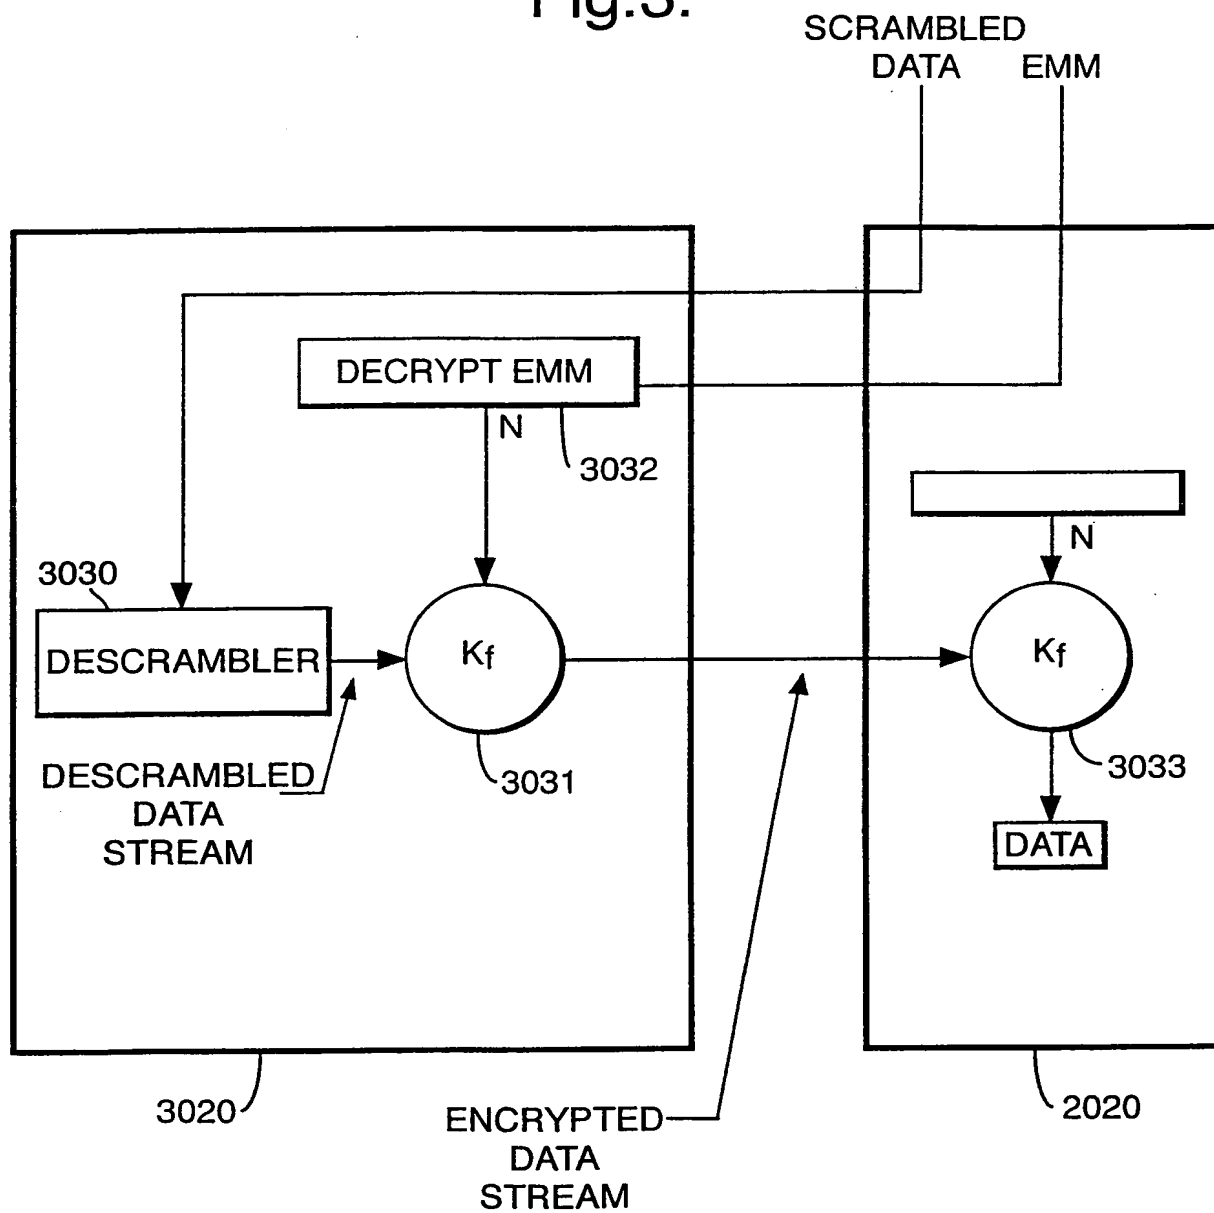 Fig.3.
SCRAMBLED
DATA
EMM
DECRYPT EMM
N
3032
N
3030
DESCRAMBLER
Kf
Kf
3031
3033
DESCRAMBLED
DATA
STREAM
DATA
3020
2020
ENCRYPTED
DATA
STREAM